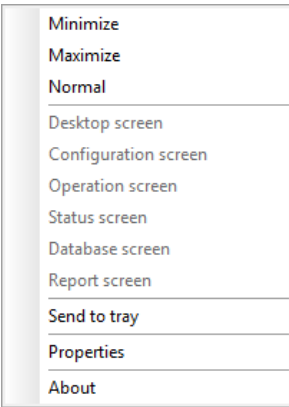 Minimize
Maximize
Normal
Desktop screen
Configuration screen
Operation screen
Status screen
Database screen
Report screen
Send to tray
Properties
About